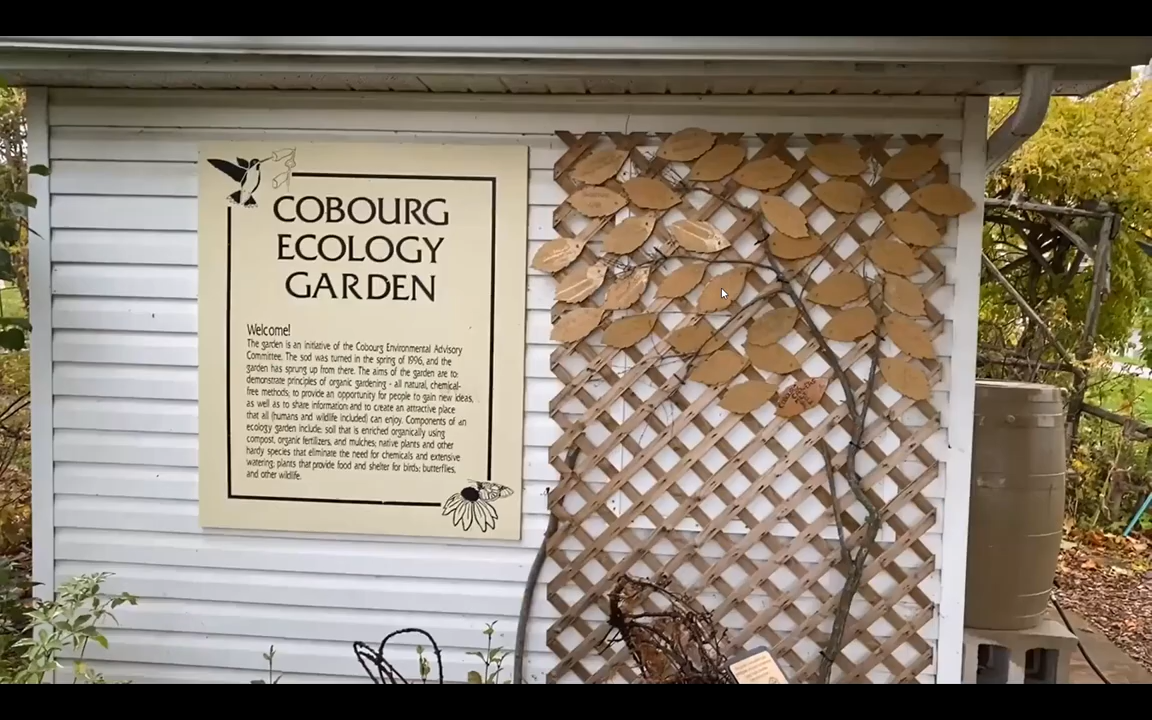 COBOURG
ECOLOGY
GARDEN
Welcome!
The garden is an initiative of the Cobourg Environmental Advisory
Committee. The sod was turned in the spring of 1996, and the
garden has sprung up from there. The aims of the garden are to:
demonstrate principles of organic gardening - all natural, chemical-
free methods; to provide an opportunity for people to gain new ideas,
as well as to share information; and to create an attractive place
that all (humans and wildlife included) can enjoy. Components of an
ecology garden include: soil that is enriched organically using
compost, organic fertilizers, and mulches; native plants and other
hardy species that eliminate the need for chemicals and extensive
watering; plants that provide food and shelter for birds, butterflies,
and other wildlife.